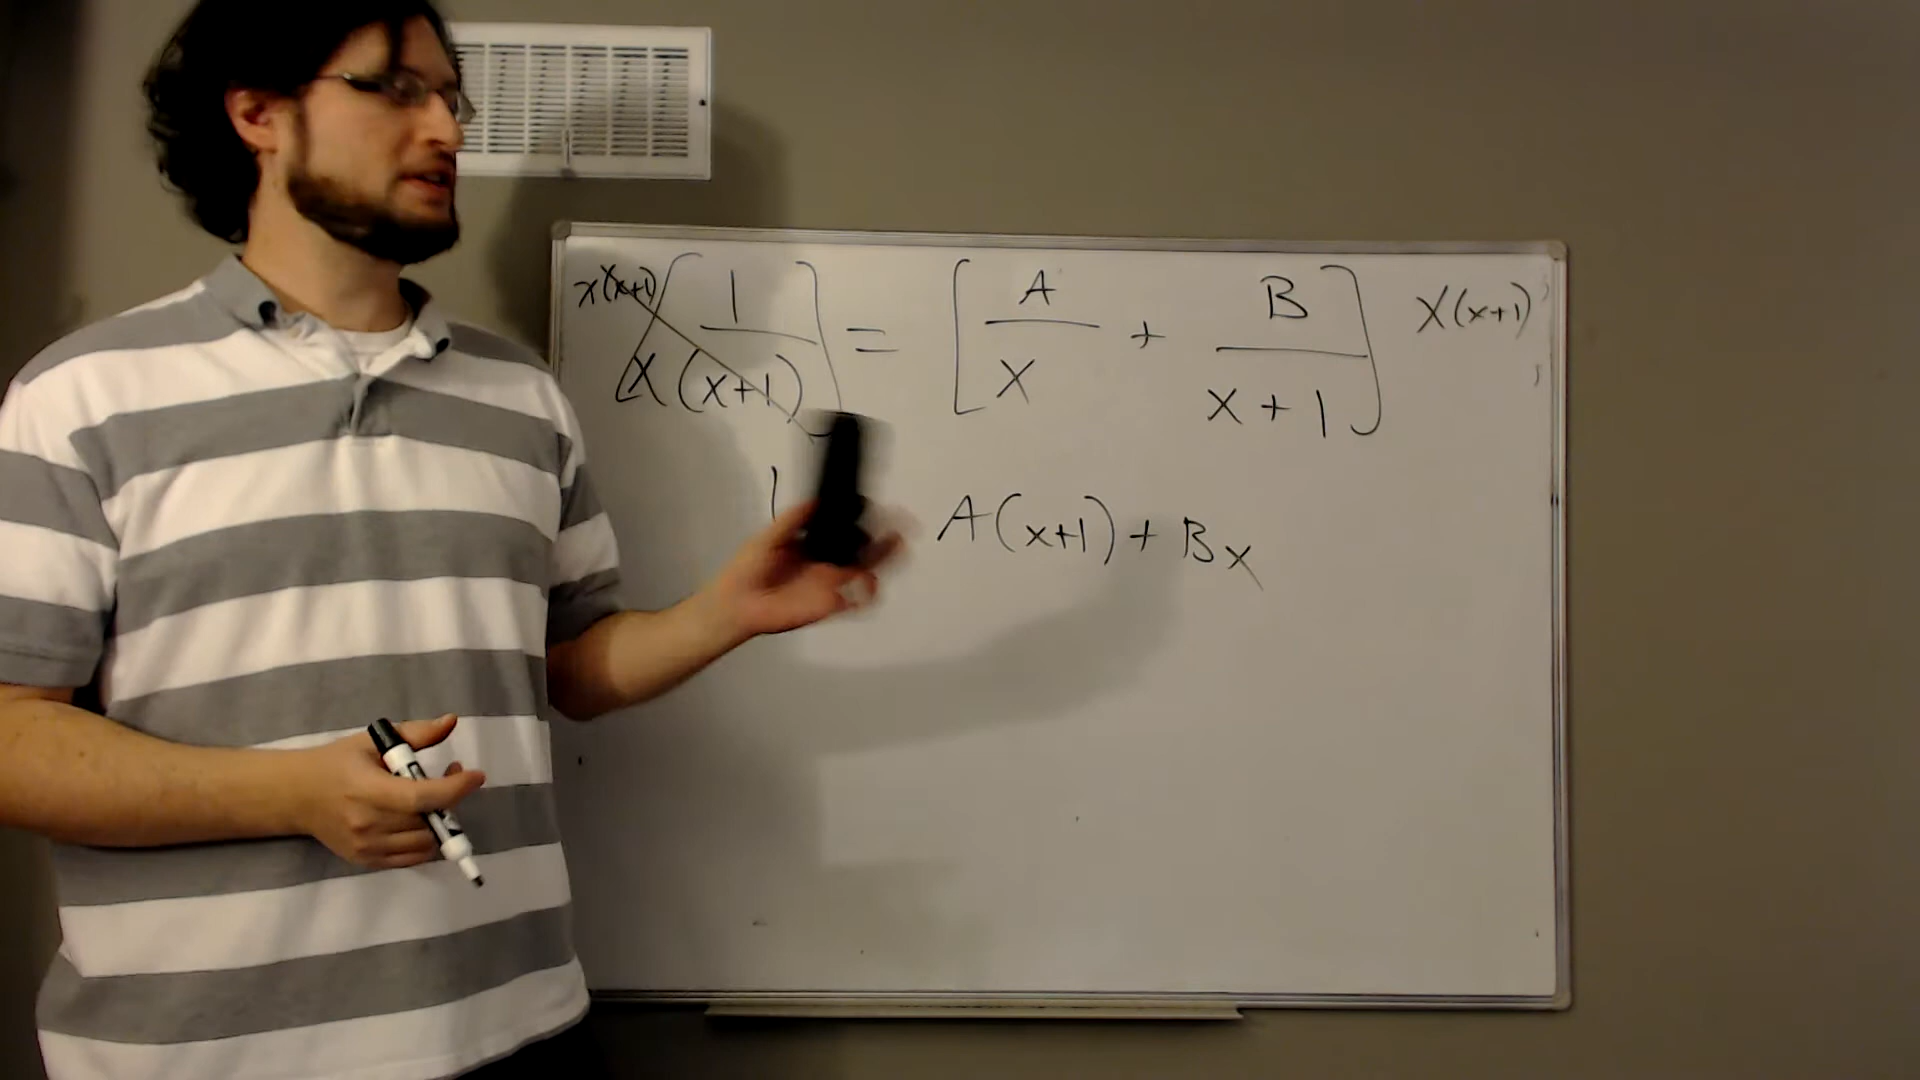 x(x+1) [1/x(x+1)] = [A/x + B/x+1] x(x+1)
1 A(x+1) + Bx